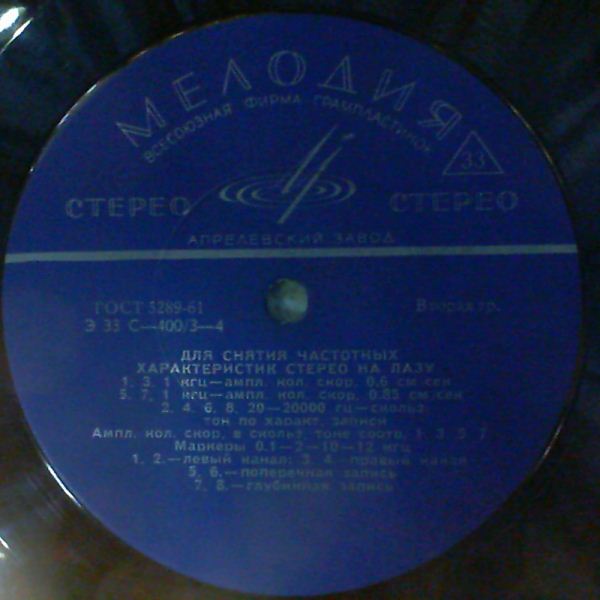 МЕЛОДИЯ
ВСЕСОЮЗНАЯ ФИРМА ГРАМПЛАСТИНОК
33
СТЕРЕО СТЕРЕО
АПРЕЛЕВСКИЙ ЗАВОД
ГОСТ 5289-61 Вторая ст.
Э 33 С—400/3—4
ДЛЯ СНЯТИЯ ЧАСТОТНЫХ
ХАРАКТЕРИСТИК СТЕРЕО НА ЛАЗУ
1. 3. 1 кгц—ампл. кол. скор. 0,6 см сек
5. 7. 1 кгц—ампл. кол. скор. 0,85 см сек
2. 4. 6. 8. 20—20000 гц—скольз.
тон по характ. записи
Ампл. кол. скор. в скольз. тоне соотв. 1. 3. 5. 7.
Маркеры 0.1—2—10—12 кгц
1. 2.—левый канал; 3. 4.—правый канал
5. 6.—поперечная запись
7. 8.—глубинная запись